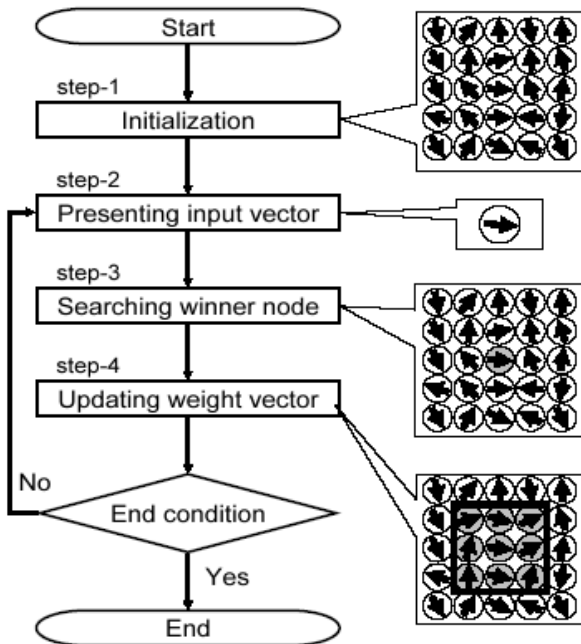 Start
step-1
Initialization
step-2
Presenting input vector
step-3
Searching winner node
step-4
Updating weight vector
No
End condition
Yes
End